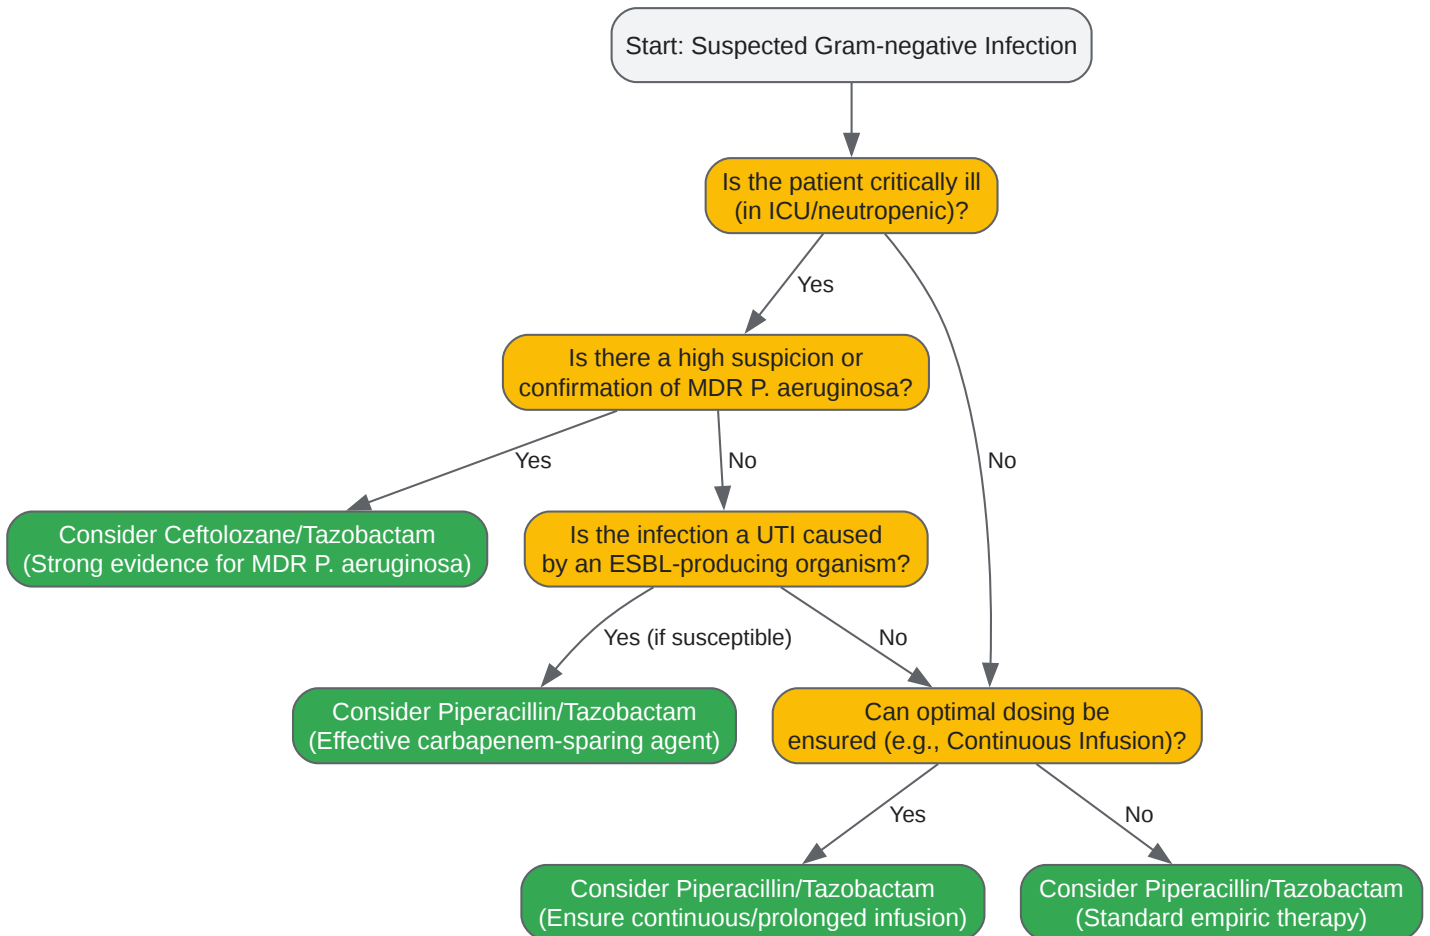 Start: Suspected Gram-negative Infection
Is the patient critically ill
(in ICU/neutropenic)?
Yes
Is there a high suspicion or
confirmation of MDR P. aeruginosa?
No
Yes
No
Consider Ceftolozane/Tazobactam
(Strong evidence for MDR P. aeruginosa)
Is the infection a UTI caused
by an ESBL-producing organism?
Yes (if susceptible)
No
Consider Piperacillin/Tazobactam
(Effective carbapenem-sparing agent)
Can optimal dosing be
ensured (e.g., Continuous Infusion)?
Yes
No
Consider Piperacillin/Tazobactam
(Ensure continuous/prolonged infusion)
Consider Piperacillin/Tazobactam
(Standard empiric therapy)